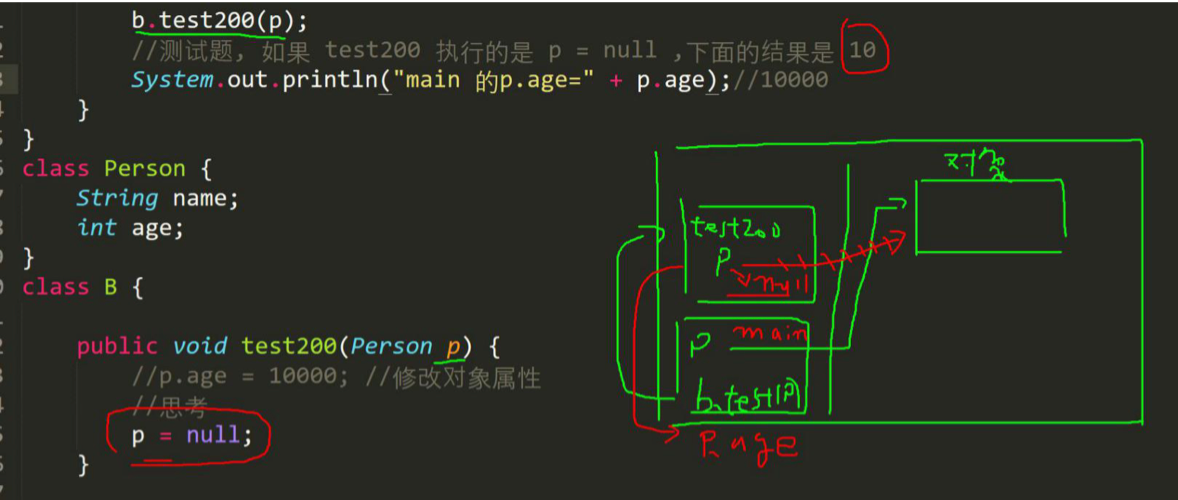 b.test200(p);
//测试题, 如果 test200 执行的是 p = null ,下面的结果是 10
System.out.println("main 的p.age=" + p.age);//10000
}
}
class Person {
String name;
int age;
}
class B {
public void test200(Person p) {
//p.age = 10000; //修改对象属性
//思考
p = null;
}
对象
test200
p
null
p main
b.test(p)
P.age